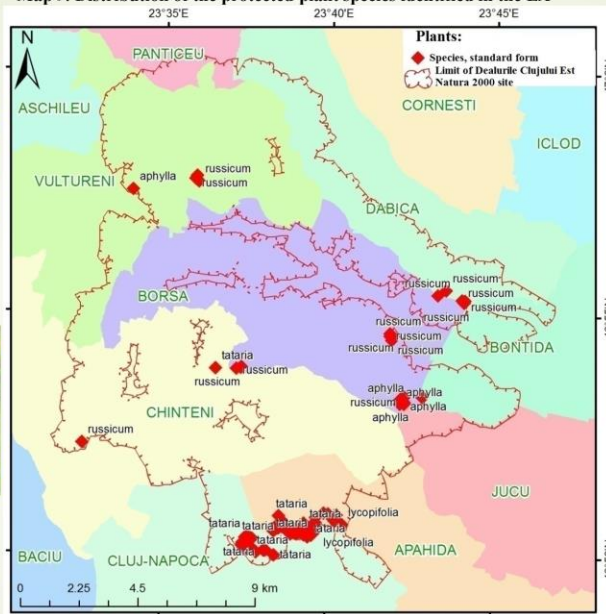 23°35'E 23°40'E 23°45'E
N
Plants:
Species, standard form
Limit of Dealurile Clujului Est
Natura 2000 site
PANTICEU
ASCHILEU
CORNESTI
ICLOD
VULTURENI
aphylla
russicum
russicum
DABICA
BORSA
russicum
russicum
russicum
russicum
russicum
russicum
russicum
russicum
russicum
BONTIDA
tataria
russicum
russicum
aphylla
aphylla
russicum
aphylla
aphylla
CHINTENI
russicum
JUCU
tataria
tataria
lycopifolia
tataria
tataria
tataria
tataria
lycopifolia
tataria
tataria
tataria
BACIU
CLUJ-NAPOCA
APAHIDA
0 2.25 4.5 9 km